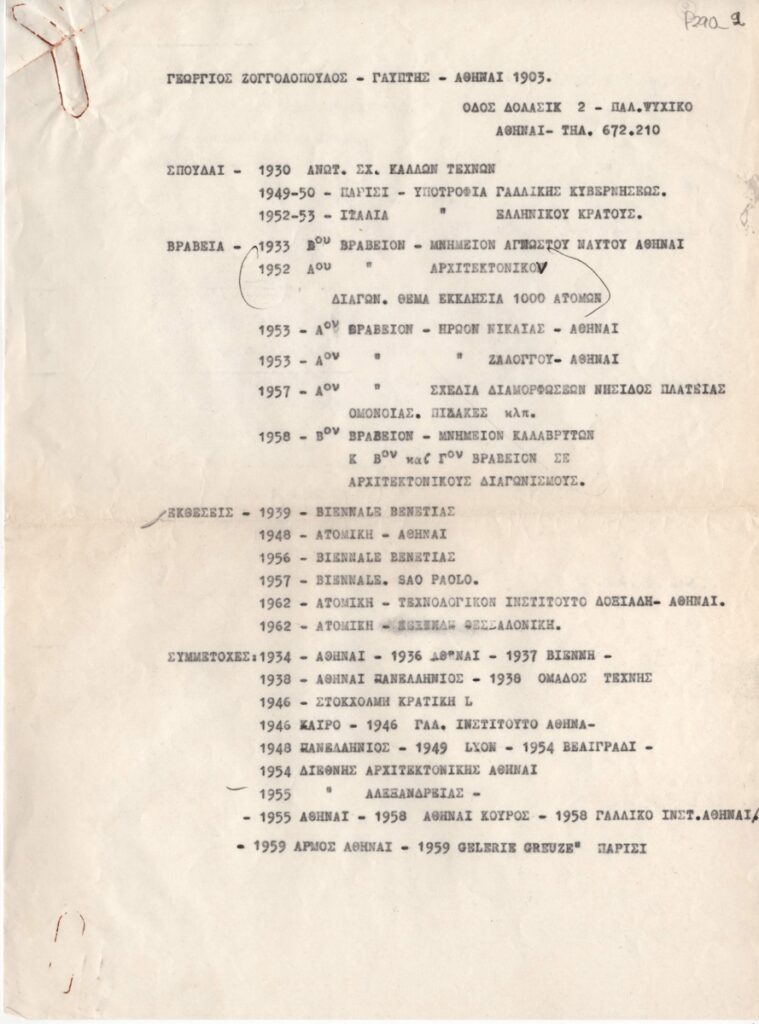 ΓΕΩΡΓΙΟΣ ΖΟΓΓΟΛΟΠΟΥΛΟΣ - ΓΛΥΠΤΗΣ - ΑΘΗΝΑΙ 1903.
ΟΔΟΣ ΔΟΛΑΣΙΚ 2 - ΠΑΛ.ΨΥΧΙΚΟ
ΑΘΗΝΑΙ- ΤΗΛ. 672.210
ΣΠΟΥΔΑΙ - 1930 ΑΝΩΤ. ΣΧ. ΚΑΛΛΩΝ ΤΕΧΝΩΝ
1949-50 - ΠΑΡΙΣΙ - ΥΠΟΤΡΟΦΙΑ ΓΑΛΛΙΚΗΣ ΚΥΒΕΡΝΗΣΕΩΣ.
1952-53 - ΙΤΑΛΙΑ " ΕΛΛΗΝΙΚΟΥ ΚΡΑΤΟΥΣ.
ΒΡΑΒΕΙΑ - 1933 Βου ΒΡΑΒΕΙΟΝ - ΜΝΗΜΕΙΟΝ ΑΓΝΩΣΤΟΥ ΝΑΥΤΟΥ ΑΘΗΝΑΙ
1952 Αου " ΑΡΧΙΤΕΚΤΟΝΙΚΟΝ
ΔΙΑΓΩΝ. ΘΕΜΑ ΕΚΚΛΗΣΙΑ 1000 ΑΤΟΜΩΝ
1953 - Αον ΒΡΑΒΕΙΟΝ - ΗΡΩΟΝ ΝΙΚΑΙΑΣ - ΑΘΗΝΑΙ
1953 - Αον " " ΖΑΛΟΓΓΟΥ- ΑΘΗΝΑΙ
1957 - Αον " ΣΧΕΔΙΑ ΔΙΑΜΟΡΦΩΣΕΩΝ ΝΗΣΙΔΟΣ ΠΛΑΤΕΙΑΣ
ΟΜΟΝΟΙΑΣ. ΠΙΔΑΚΕΣ κλπ.
1958 - Βον ΒΡΑΒΕΙΟΝ - ΜΝΗΜΕΙΟΝ ΚΑΛΑΒΡΥΤΩΝ
Κ Βον και Γον ΒΡΑΒΕΙΟΝ ΣΕ
ΑΡΧΙΤΕΚΤΟΝΙΚΟΥΣ ΔΙΑΓΩΝΙΣΜΟΥΣ.
ΕΚΘΕΣΕΙΣ - 1939 - BIENNALE ΒΕΝΕΤΙΑΣ
1948 - ΑΤΟΜΙΚΗ - ΑΘΗΝΑΙ
1956 - BIENNALE ΒΕΝΕΤΙΑΣ
1957 - BIENNALE. SAO PAOLO.
1962 - ΑΤΟΜΙΚΗ - ΤΕΧΝΟΛΟΓΙΚΟΝ ΙΝΣΤΙΤΟΥΤΟ ΔΟΞΙΑΔΗ- ΑΘΗΝΑΙ.
1962 - ΑΤΟΜΙΚΗ - ΘΕΣΣΑΛΟΝΙΚΗ.
ΣΥΜΜΕΤΟΧΕΣ: 1934 - ΑΘΗΝΑΙ - 1936 ΑΘΗΝΑΙ - 1937 ΒΙΕΝΝΗ -
1938 - ΑΘΗΝΑΙ ΠΑΝΕΛΛΗΝΙΟΣ - 1938 ΟΜΑΔΟΣ ΤΕΧΝΗΣ
1946 - ΣΤΟΚΧΟΛΜΗ ΚΡΑΤΙΚΗ L
1946 ΚΑΙΡΟ - 1946 ΓΑΛ. ΙΝΣΤΙΤΟΥΤΟ ΑΘΗΝΑ-
1948 ΠΑΝΕΛΛΗΝΙΟΣ - 1949 LYON - 1954 ΒΕΛΙΓΡΑΔΙ -
1954 ΔΙΕΘΝΗΣ ΑΡΧΙΤΕΚΤΟΝΙΚΗΣ ΑΘΗΝΑΙ
1955 " ΑΛΕΞΑΝΔΡΕΙΑΣ -
- 1955 ΑΘΗΝΑΙ - 1958 ΑΘΗΝΑΙ ΚΟΥΡΟΣ - 1958 ΓΑΛΛΙΚΟ ΙΝΣΤ.ΑΘΗΝΑΙ/
- 1959 ΑΡΜΟΣ ΑΘΗΝΑΙ - 1959 GELERIE GREUZE" ΠΑΡΙΣΙ